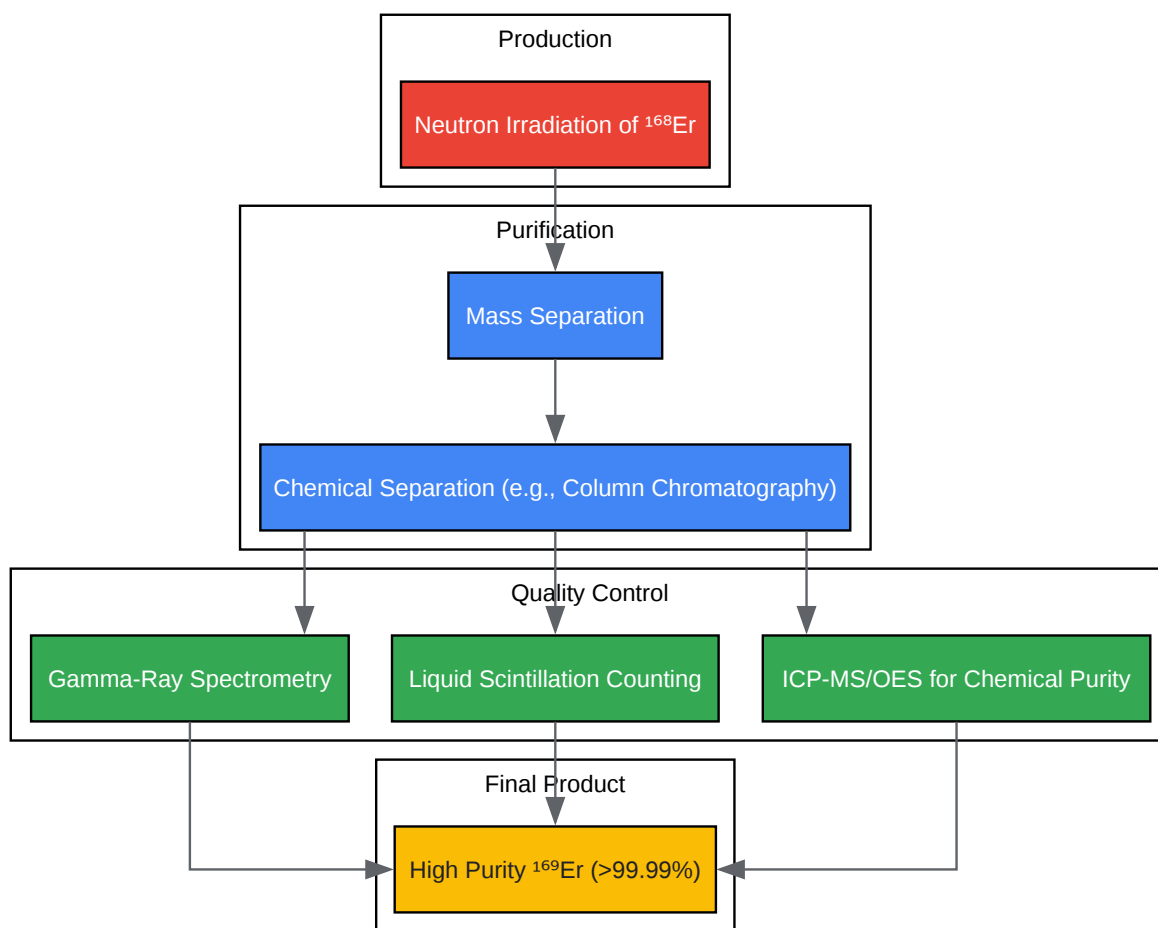 Production
Neutron Irradiation of ¹⁶⁸Er
Purification
Mass Separation
Chemical Separation (e.g., Column Chromatography)
Quality Control
Gamma-Ray Spectrometry
Liquid Scintillation Counting
ICP-MS/OES for Chemical Purity
Final Product
High Purity ¹⁶⁹Er (>99.99%)